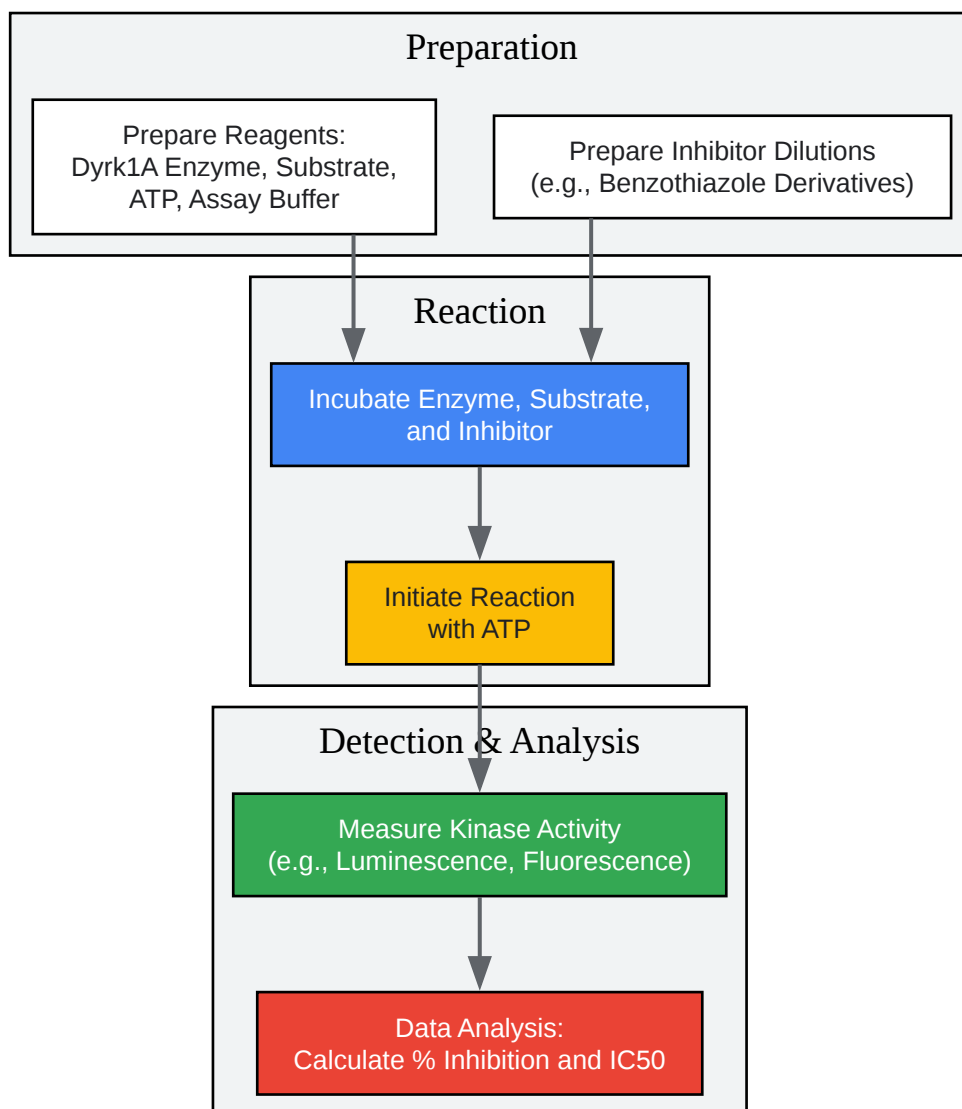 Preparation
Prepare Reagents:
Dyrk1A Enzyme, Substrate,
ATP, Assay Buffer
Prepare Inhibitor Dilutions
(e.g., Benzothiazole Derivatives)
Reaction
Incubate Enzyme, Substrate,
and Inhibitor
Initiate Reaction
with ATP
Detection & Analysis
Measure Kinase Activity
(e.g., Luminescence, Fluorescence)
Data Analysis:
Calculate % Inhibition and IC50